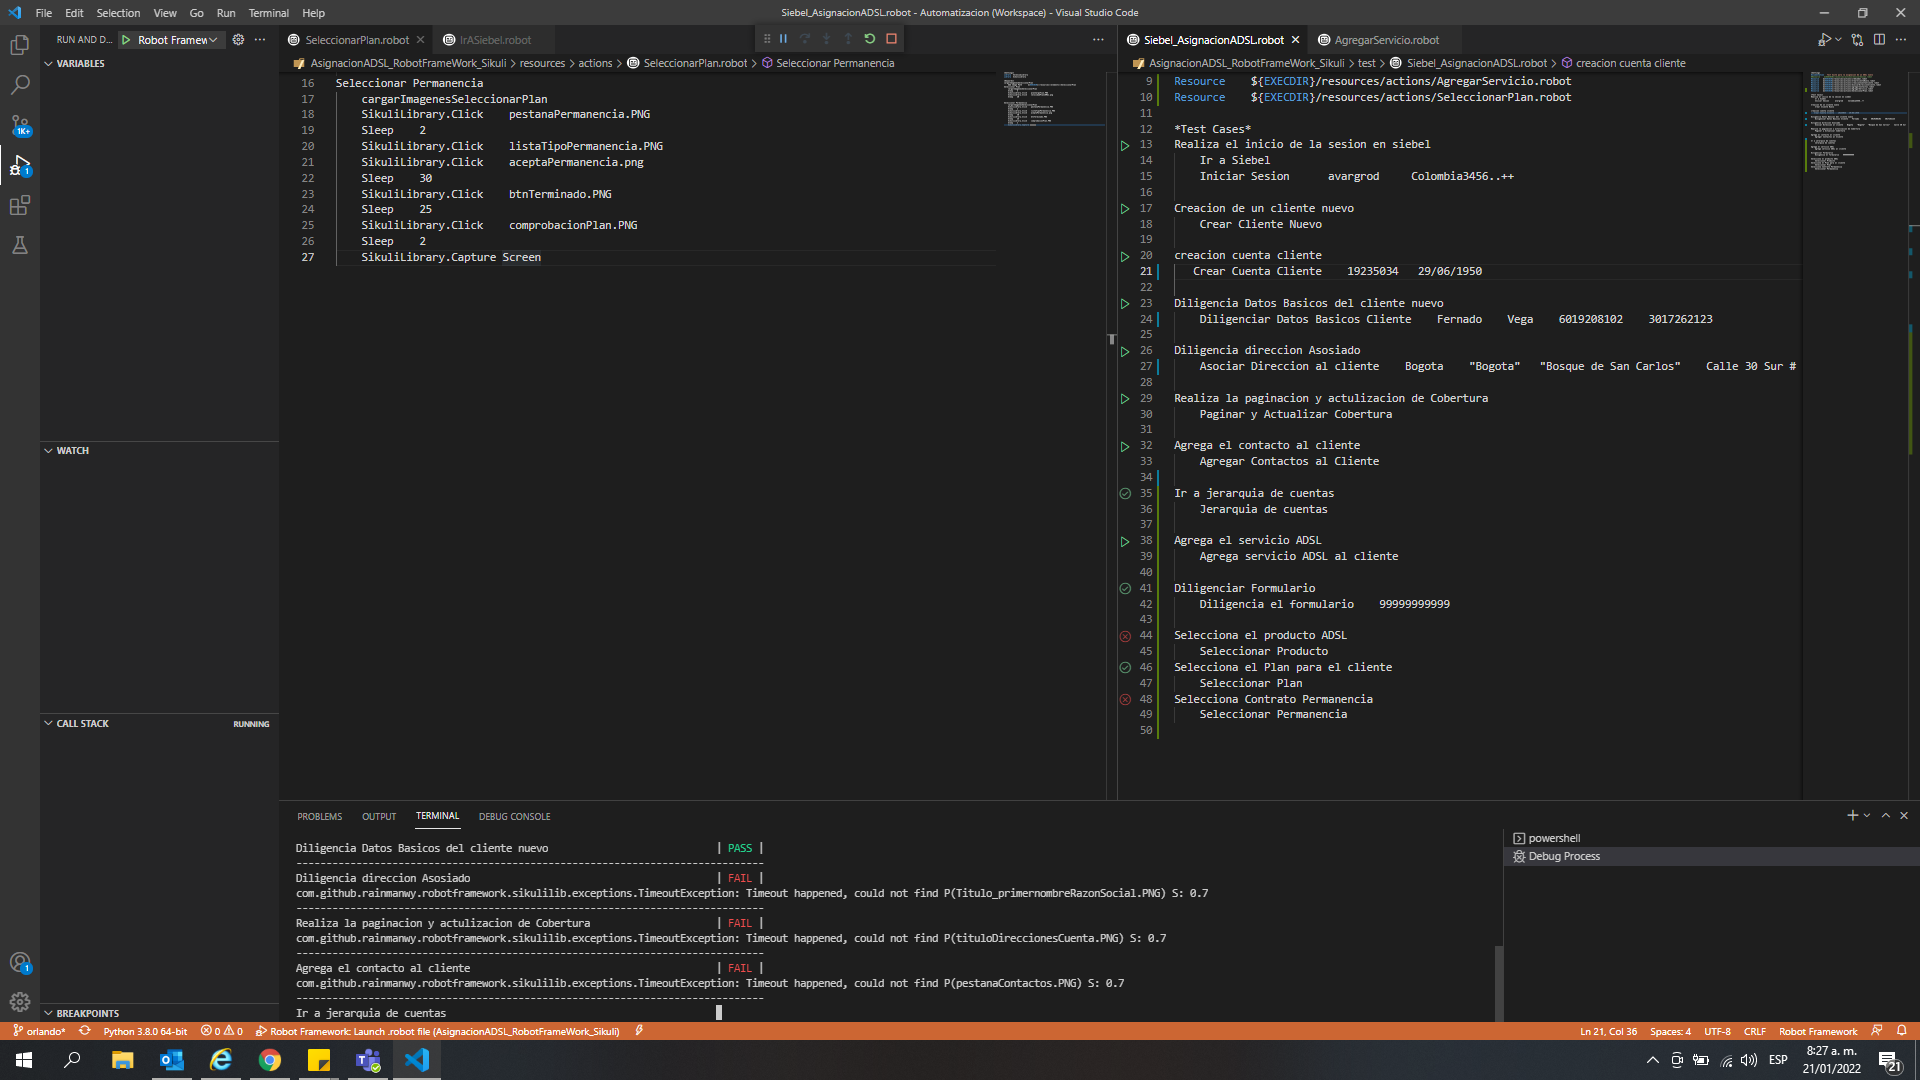 File Edit Selection View Go Run Terminal Help
Siebel_AsignacionADSL.robot - Automatizacion (Workspace) - Visual Studio Code
RUN AND D... Robot Framew
SeleccionarPlan.robot
IrASiebel.robot
Siebel_AsignacionADSL.robot
AgregarServicio.robot
VARIABLES
WATCH
CALL STACK RUNNING
BREAKPOINTS
1K+
1
1
AsignacionADSL_RobotFrameWork_Sikuli > resources > actions > SeleccionarPlan.robot > Seleccionar Permanencia
16 Seleccionar Permanencia
17 cargarImagenesSeleccionarPlan
18 SikuliLibrary.Click pestanaPermanencia.PNG
19 Sleep 2
20 SikuliLibrary.Click listaTipoPermanencia.PNG
21 SikuliLibrary.Click aceptaPermanencia.png
22 Sleep 30
23 SikuliLibrary.Click btnTerminado.PNG
24 Sleep 25
25 SikuliLibrary.Click comprobacionPlan.PNG
26 Sleep 2
27 SikuliLibrary.Capture Screen
AsignacionADSL_RobotFrameWork_Sikuli > test > Siebel_AsignacionADSL.robot > creacion cuenta cliente
9 Resource ${EXECDIR}/resources/actions/AgregarServicio.robot
10 Resource ${EXECDIR}/resources/actions/SeleccionarPlan.robot
11
12 *Test Cases*
13 Realiza el inicio de la sesion en siebel
14 Ir a Siebel
15 Iniciar Sesion avargrod Colombia3456..++
16
17 Creacion de un cliente nuevo
18 Crear Cliente Nuevo
19
20 creacion cuenta cliente
21 Crear Cuenta Cliente 19235034 29/06/1950
22
23 Diligencia Datos Basicos del cliente nuevo
24 Diligenciar Datos Basicos Cliente Fernado Vega 6019208102 3017262123
25
26 Diligencia direccion Asosiado
27 Asociar Direccion al cliente Bogota "Bogota" "Bosque de San Carlos" Calle 30 Sur #
28
29 Realiza la paginacion y actulizacion de Cobertura
30 Paginar y Actualizar Cobertura
31
32 Agrega el contacto al cliente
33 Agregar Contactos al Cliente
34
35 Ir a jerarquia de cuentas
36 Jerarquia de cuentas
37
38 Agrega el servicio ADSL
39 Agrega servicio ADSL al cliente
40
41 Diligenciar Formulario
42 Diligencia el formulario 99999999999
43
44 Selecciona el producto ADSL
45 Seleccionar Producto
46 Selecciona el Plan para el cliente
47 Seleccionar Plan
48 Selecciona Contrato Permanencia
49 Seleccionar Permanencia
50
PROBLEMS OUTPUT TERMINAL DEBUG CONSOLE
Diligencia Datos Basicos del cliente nuevo | PASS |
------------------------------------------------------------------------------
Diligencia direccion Asosiado | FAIL |
com.github.rainmanwy.robotframework.sikulilib.exceptions.TimeoutException: Timeout happened, could not find P(Titulo_primernombreRazonSocial.PNG) S: 0.7
------------------------------------------------------------------------------
Realiza la paginacion y actulizacion de Cobertura | FAIL |
com.github.rainmanwy.robotframework.sikulilib.exceptions.TimeoutException: Timeout happened, could not find P(tituloDireccionesCuenta.PNG) S: 0.7
------------------------------------------------------------------------------
Agrega el contacto al cliente | FAIL |
com.github.rainmanwy.robotframework.sikulilib.exceptions.TimeoutException: Timeout happened, could not find P(pestanaContactos.PNG) S: 0.7
------------------------------------------------------------------------------
Ir a jerarquia de cuentas
powershell
Debug Process
orlando* Python 3.8.0 64-bit 0 0 Robot Framework: Launch .robot file (AsignacionADSL_RobotFrameWork_Sikuli)
Ln 21, Col 36 Spaces: 4 UTF-8 CRLF Robot Framework
ESP
8:27 a. m.
21/01/2022
21